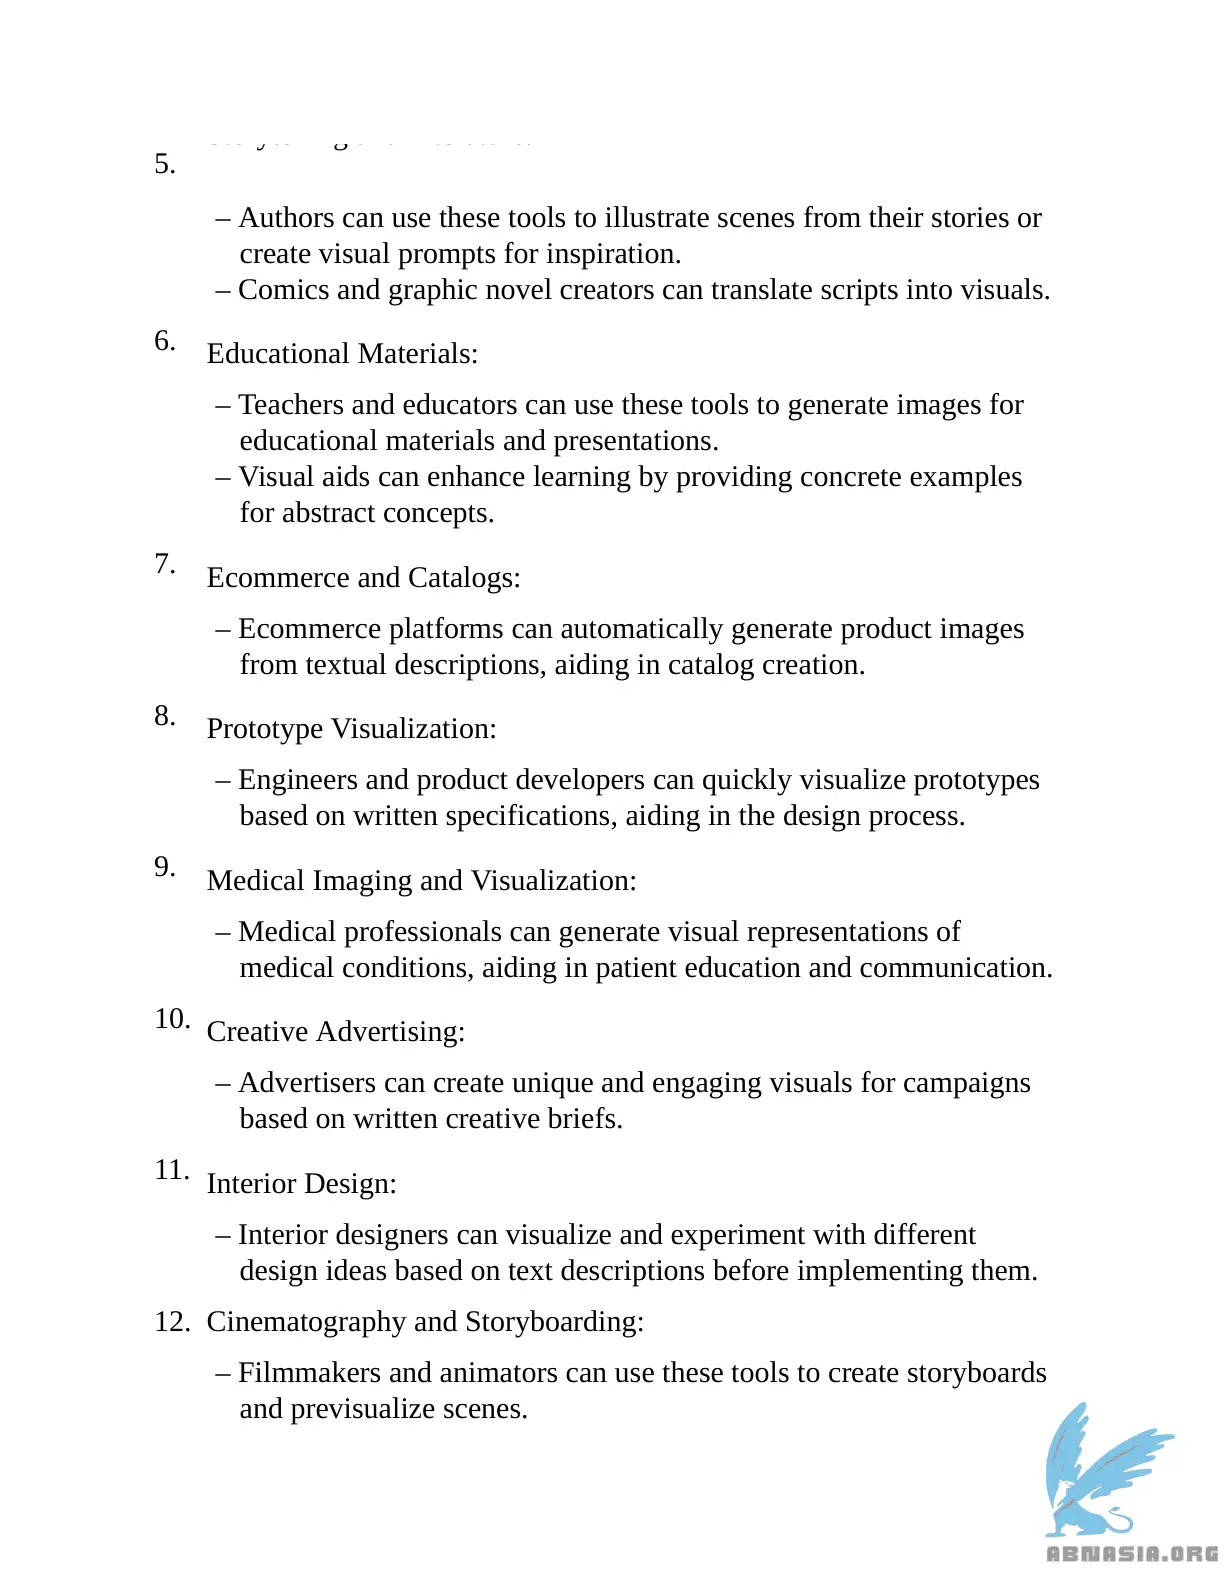 5.
– Authors can use these tools to illustrate scenes from their stories or
create visual prompts for inspiration.
– Comics and graphic novel creators can translate scripts into visuals.
6. Educational Materials:
– Teachers and educators can use these tools to generate images for
educational materials and presentations.
– Visual aids can enhance learning by providing concrete examples
for abstract concepts.
7. Ecommerce and Catalogs:
– Ecommerce platforms can automatically generate product images
from textual descriptions, aiding in catalog creation.
8. Prototype Visualization:
– Engineers and product developers can quickly visualize prototypes
based on written specifications, aiding in the design process.
9. Medical Imaging and Visualization:
– Medical professionals can generate visual representations of
medical conditions, aiding in patient education and communication.
10. Creative Advertising:
– Advertisers can create unique and engaging visuals for campaigns
based on written creative briefs.
11. Interior Design:
– Interior designers can visualize and experiment with different
design ideas based on text descriptions before implementing them.
12. Cinematography and Storyboarding:
– Filmmakers and animators can use these tools to create storyboards
and previsualize scenes.
ABNASIA.ORG